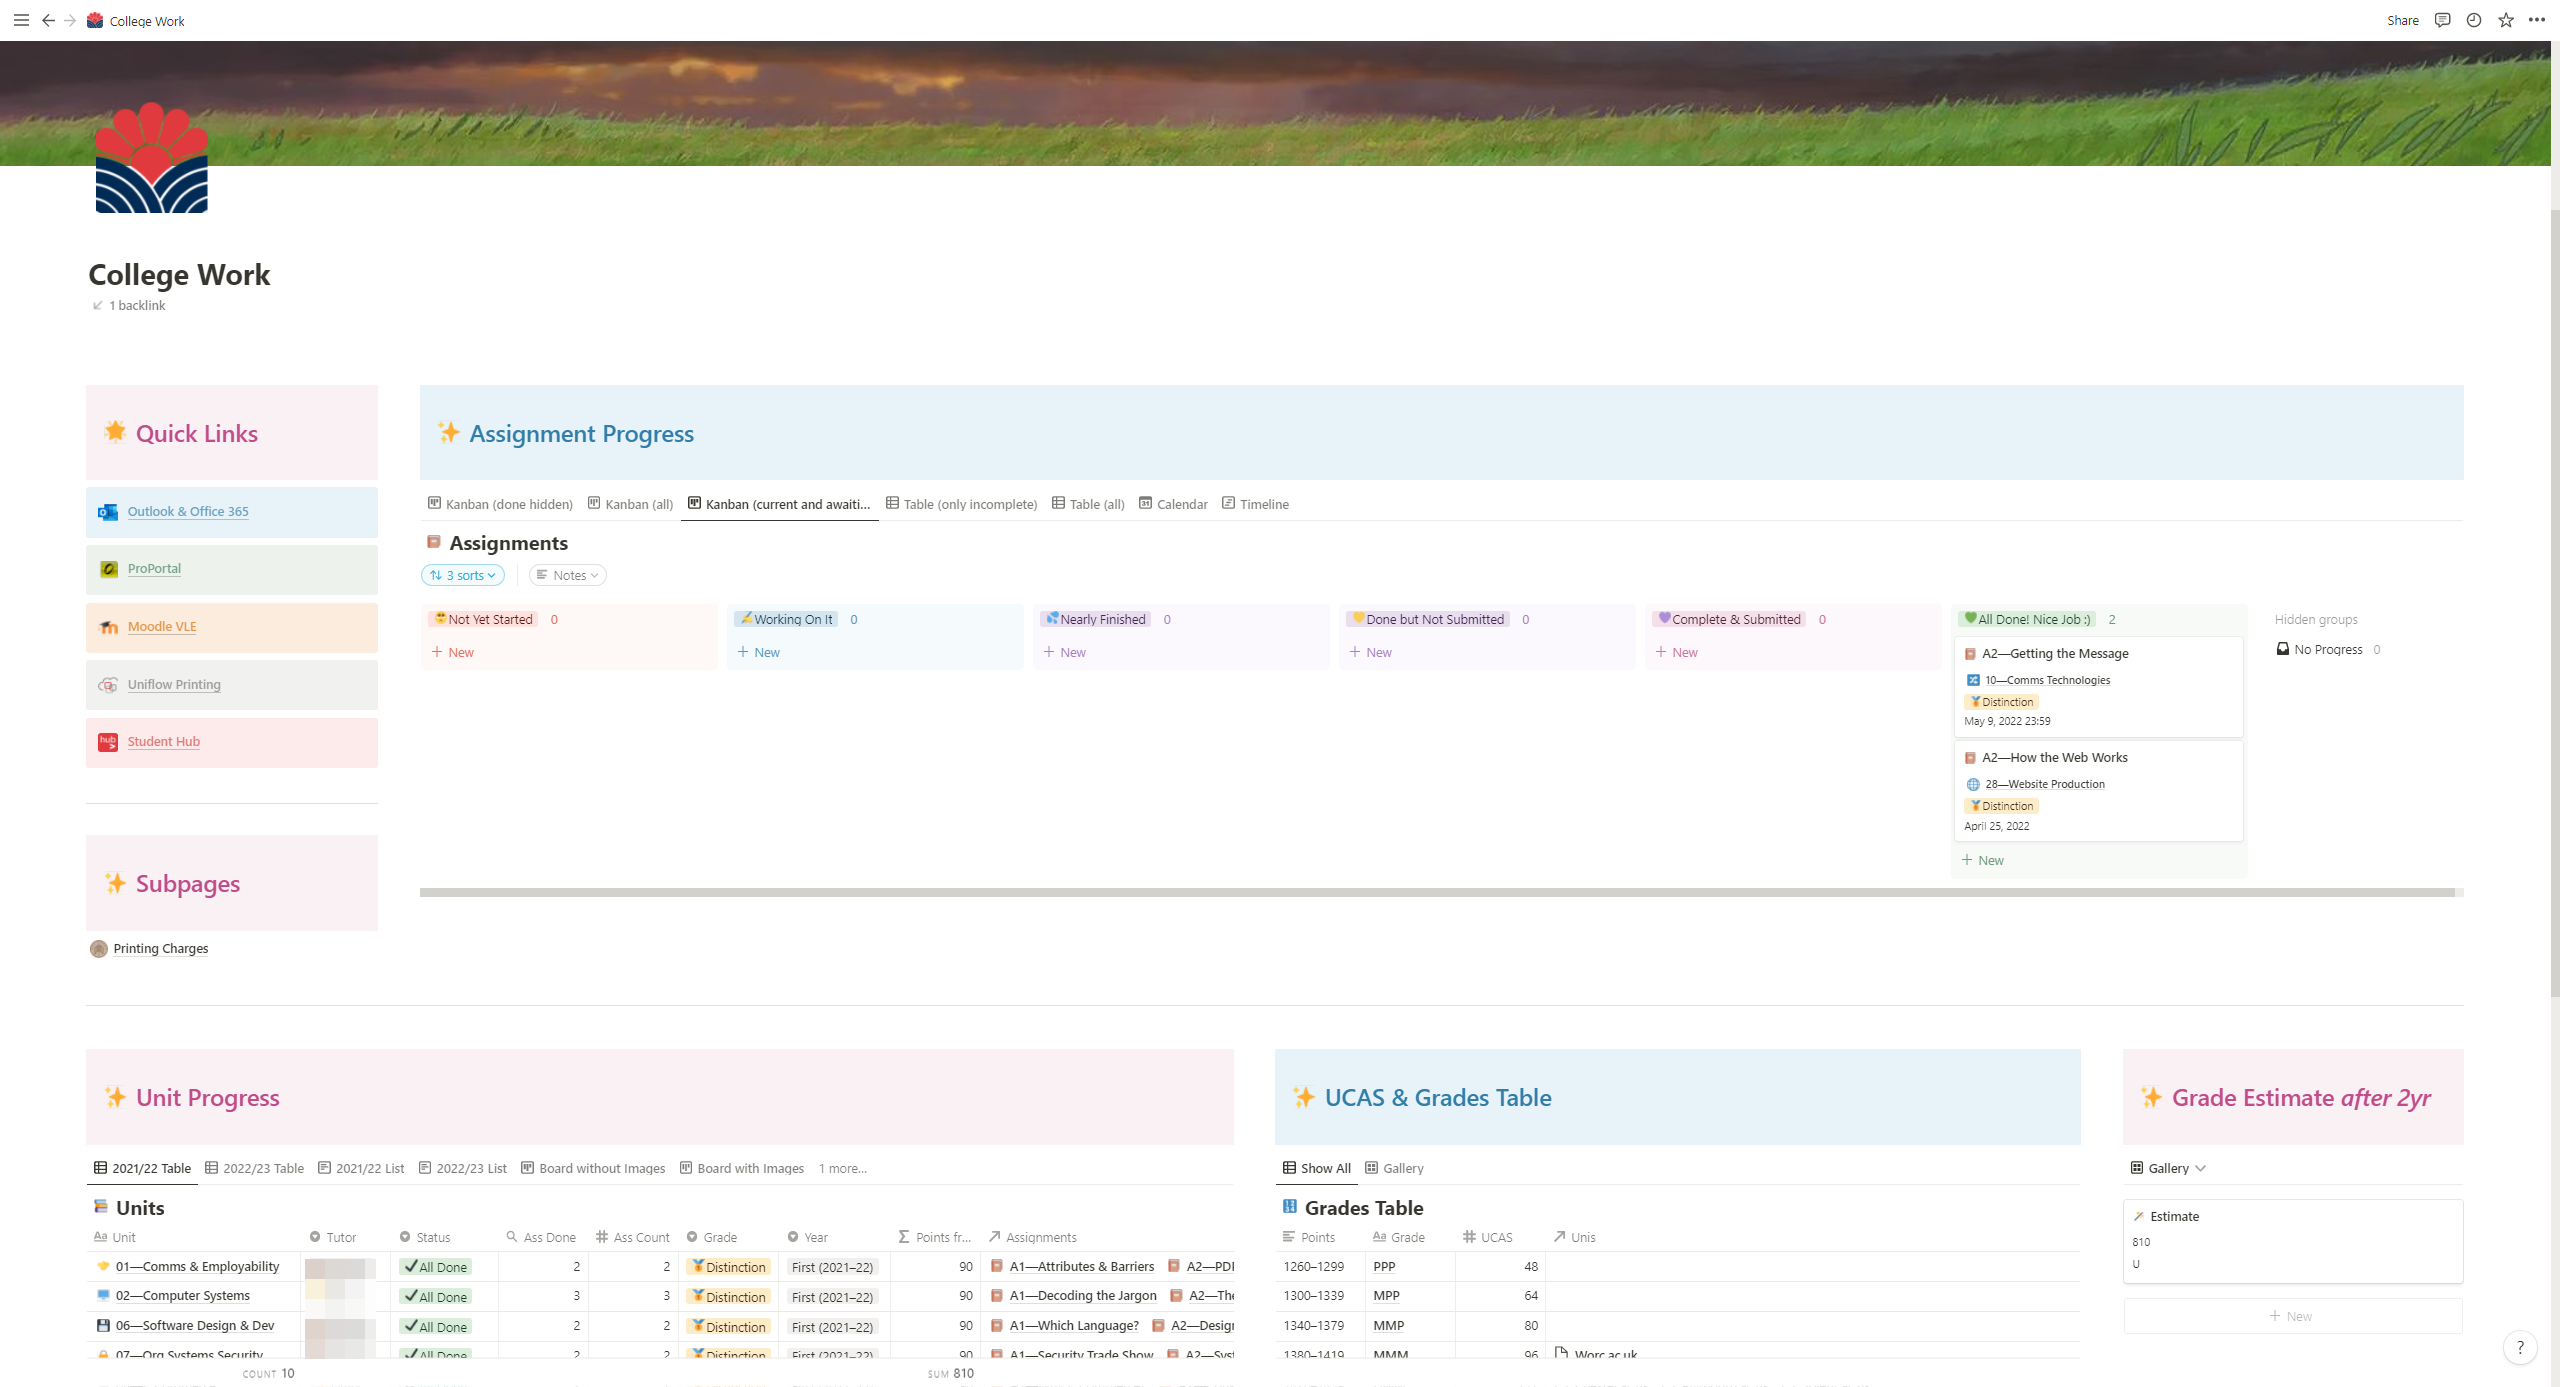 College Work
Share
College Work
1 backlink
Quick Links
Outlook & Office 365
ProPortal
Moodle VLE
Uniflow Printing
hub
Student Hub
Subpages
Printing Charges
Assignment Progress
Kanban (done hidden) Kanban (all) Kanban (current and awaiti... Table (only incomplete) Table (all) Calendar Timeline
Assignments
3 sorts Notes
Not Yet Started 0
+ New
Working On It 0
+ New
Nearly Finished 0
+ New
Done but Not Submitted 0
+ New
Complete & Submitted 0
+ New
All Done! Nice Job :) 2
A2—Getting the Message
10—Comms Technologies
Distinction
May 9, 2022 23:59
A2—How the Web Works
28—Website Production
Distinction
April 25, 2022
+ New
Hidden groups
No Progress 0
Unit Progress
2021/22 Table 2022/23 Table 2021/22 List 2022/23 List Board without Images Board with Images 1 more...
Units
Aa Unit Tutor Status Ass Done Ass Count Grade Year Points fr... Assignments
01—Comms & Employability All Done 2 2 Distinction First (2021–22) 90 A1—Attributes & Barriers A2—PDI
02—Computer Systems All Done 3 3 Distinction First (2021–22) 90 A1—Decoding the Jargon A2—The
06—Software Design & Dev All Done 2 2 Distinction First (2021–22) 90 A1—Which Language? A2—Desigr
07—Org Systems Security All Done 2 2 Distinction First (2021–22) 90 A1—Security Trade Show A2—Syst
COUNT 10 SUM 810
UCAS & Grades Table
Show All Gallery
Grades Table
Points Aa Grade UCAS Unis
1260–1299 PPP 48
1300–1339 MPP 64
1340–1379 MMP 80
1380–1419 MMM 96 Worc.ac.uk
Grade Estimate after 2yr
Gallery
Estimate
810
U
+ New
?